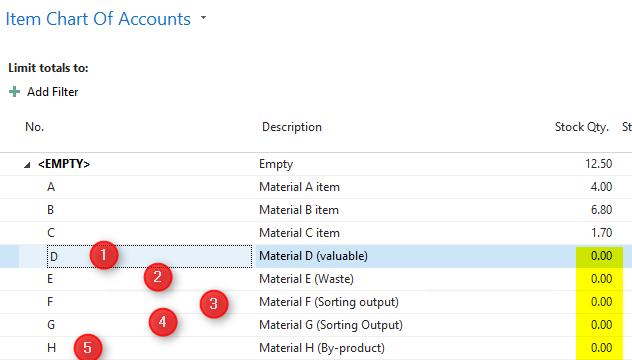 Item Chart Of Accounts
Limit totals to:
+ Add Filter
No. Description Stock Qty. St
<EMPTY> Empty 12.50
A Material A item 4.00
B Material B item 6.80
C Material C item 1.70
D 1 Material D (valuable) 0.00
E 2 Material E (Waste) 0.00
F 3 Material F (Sorting output) 0.00
G 4 Material G (Sorting Output) 0.00
H 5 Material H (By-product) 0.00